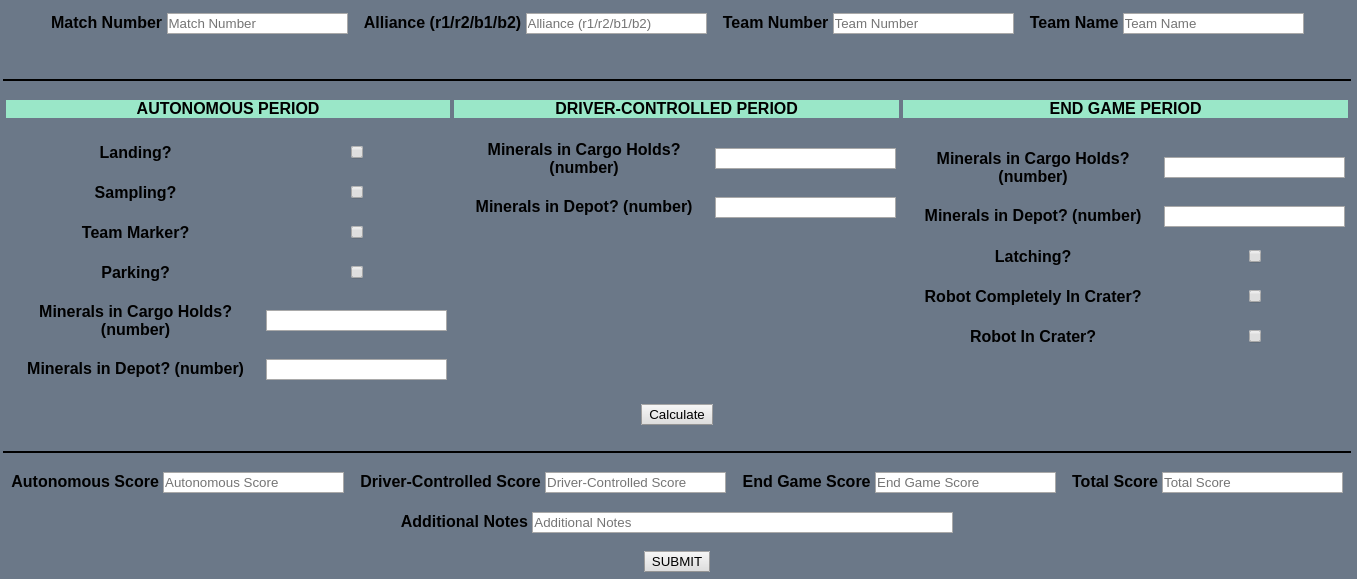 Match Number Match Number Alliance (r1/r2/b1/b2) Alliance (r1/r2/b1/b2) Team Number Team Number Team Name Team Name
AUTONOMOUS PERIOD
Landing?
Sampling?
Team Marker?
Parking?
Minerals in Cargo Holds?
(number)
Minerals in Depot? (number)
DRIVER-CONTROLLED PERIOD
Minerals in Cargo Holds?
(number)
Minerals in Depot? (number)
END GAME PERIOD
Minerals in Cargo Holds?
(number)
Minerals in Depot? (number)
Latching?
Robot Completely In Crater?
Robot In Crater?
Calculate
Autonomous Score Autonomous Score Driver-Controlled Score Driver-Controlled Score End Game Score End Game Score Total Score Total Score
Additional Notes Additional Notes
SUBMIT